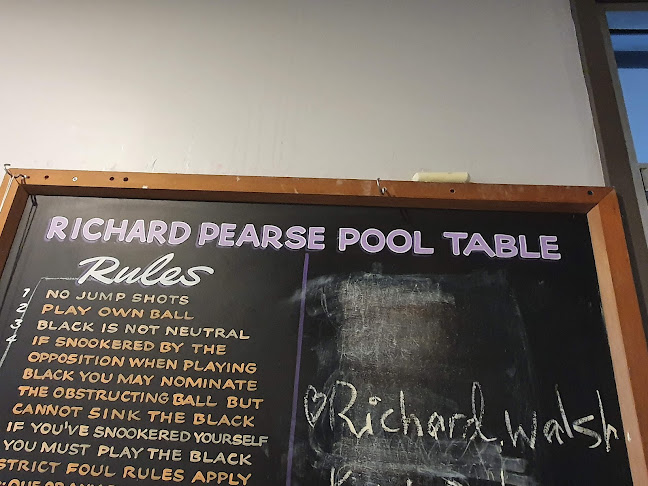 RICHARD PEARSE POOL TABLE
Rules
1 NO JUMP SHOTS
2 PLAY OWN BALL
3 BLACK IS NOT NEUTRAL
4 IF SNOOKERED BY THE
OPPOSITION WHEN PLAYING
BLACK YOU MAY NOMINATE
THE OBSTRUCTING BALL BUT
CANNOT SINK THE BLACK
IF YOU'VE SNOOKERED YOURSELF
YOU MUST PLAY THE BLACK
STRICT FOUL RULES APPLY
Richard Walsh